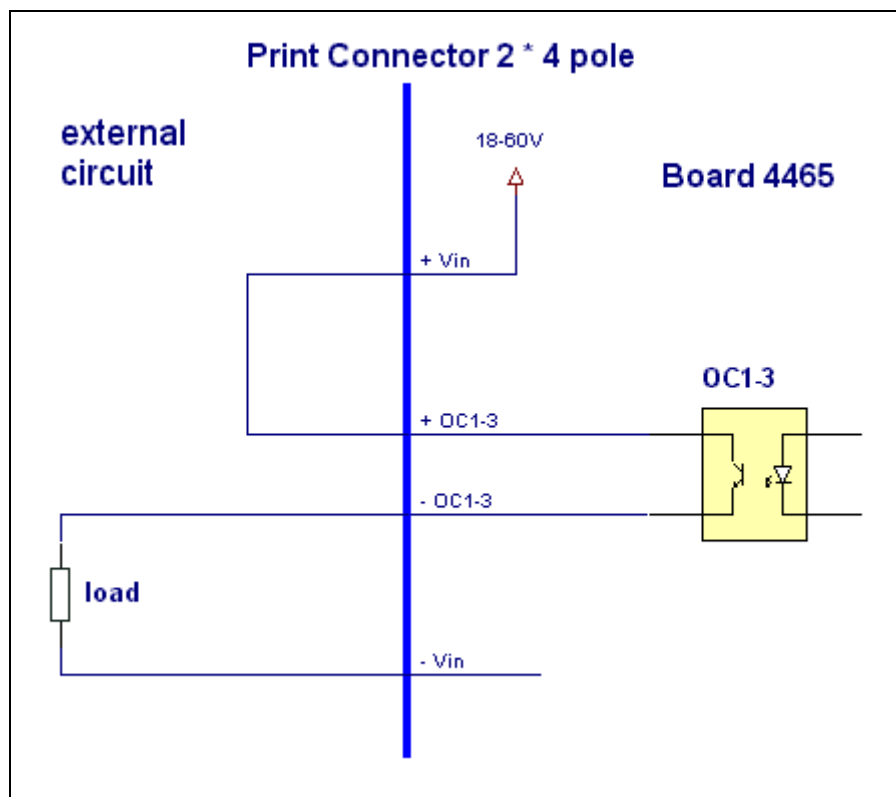 Print Connector 2 * 4 pole
external
circuit
18-60V
Board 4465
+ Vin
OC1-3
+ OC1-3
- OC1-3
load
- Vin